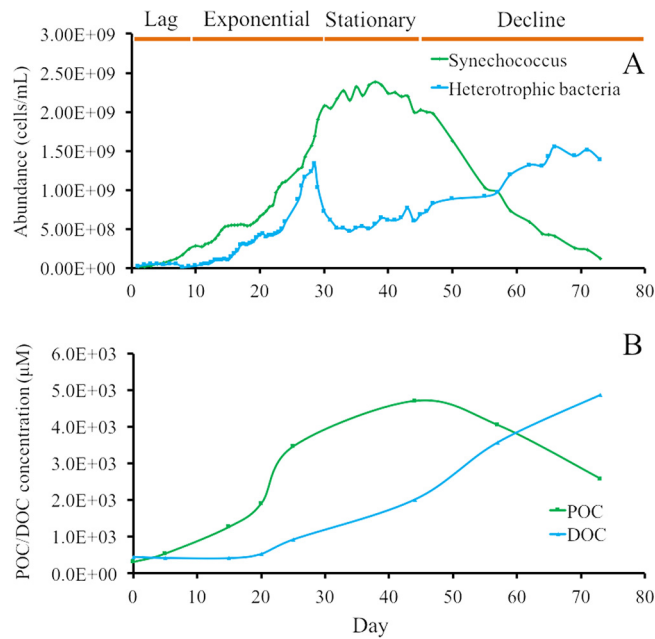 Lag Exponential Stationary Decline
3.00E+09
A
Synechococcus
2.50E+09
Heterotrophic bacteria
2.00E+09
1.50E+09
1.00E+09
5.00E+08
0.00E+00
Abundance (cells/mL)
0 10 20 30 40 50 60 70 80
B
6.0E+03
5.0E+03
4.0E+03
3.0E+03
2.0E+03
1.0E+03
0.0E+00
POC/DOC concentration (μM)
POC
DOC
0 10 20 30 40 50 60 70 80
Day